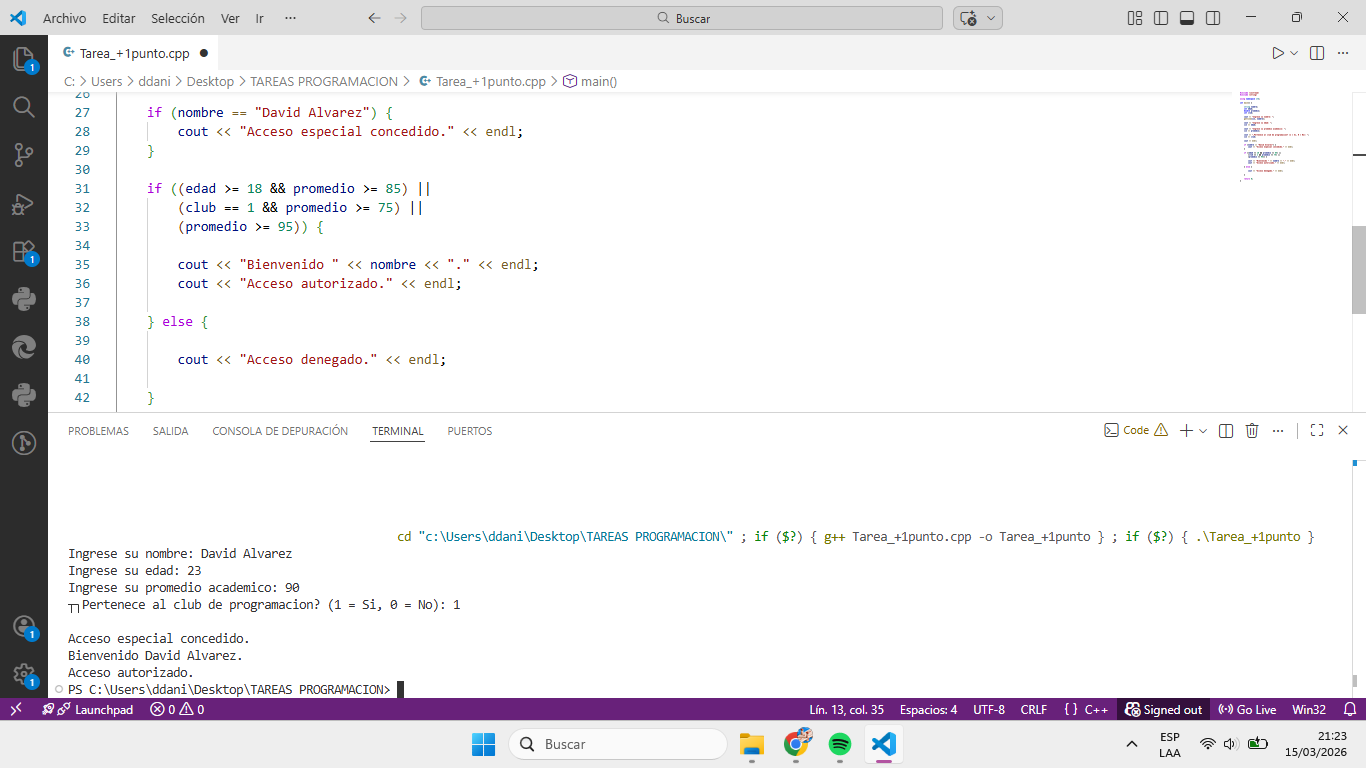 Archivo Editar Selección Ver Ir ··· Buscar
Tarea_+1punto.cpp
C: > Users > ddani > Desktop > TAREAS PROGRAMACION > Tarea_+1punto.cpp > main()
26
27 if (nombre == "David Alvarez") {
28 cout << "Acceso especial concedido." << endl;
29 }
30
31 if ((edad >= 18 && promedio >= 85) ||
32 (club == 1 && promedio >= 75) ||
33 (promedio >= 95)) {
34
35 cout << "Bienvenido " << nombre << "." << endl;
36 cout << "Acceso autorizado." << endl;
37
38 } else {
39
40 cout << "Acceso denegado." << endl;
41
42 }
PROBLEMAS SALIDA CONSOLA DE DEPURACIÓN TERMINAL PUERTOS Code
cd "c:\Users\ddani\Desktop\TAREAS PROGRAMACION\" ; if ($?) { g++ Tarea_+1punto.cpp -o Tarea_+1punto } ; if ($?) { .\Tarea_+1punto }
Ingrese su nombre: David Alvarez
Ingrese su edad: 23
Ingrese su promedio academico: 90
┬┐Pertenece al club de programacion? (1 = Si, 0 = No): 1
Acceso especial concedido.
Bienvenido David Alvarez.
Acceso autorizado.
PS C:\Users\ddani\Desktop\TAREAS PROGRAMACION>
Launchpad 0 0 Lín. 13, col. 35 Espacios: 4 UTF-8 CRLF {} C++ Signed out Go Live Win32
Buscar
ESP
LAA
21:23
15/03/2026
1
1
1
1